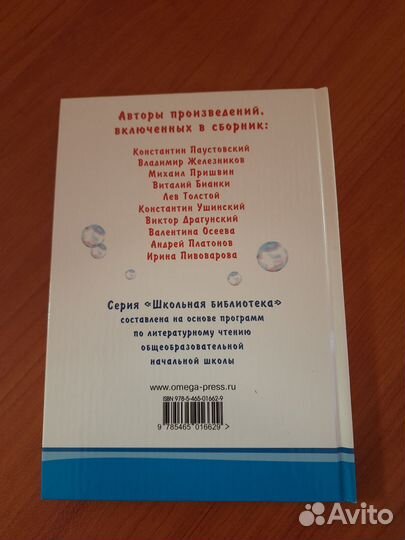 Авторы произведений,
включенных в сборник:
Константин Паустовский
Владимир Железников
Михаил Пришвин
Виталий Бианки
Лев Толстой
Константин Ушинский
Виктор Драгунский
Валентина Осеева
Андрей Платонов
Ирина Пивоварова
Серия «Школьная библиотека»
составлена на основе программ
по литературному чтению
общеобразовательной
начальной школы
www.omega-press.ru
ISBN 978-5-465-01662-9
9 785465 016629 >
Avito